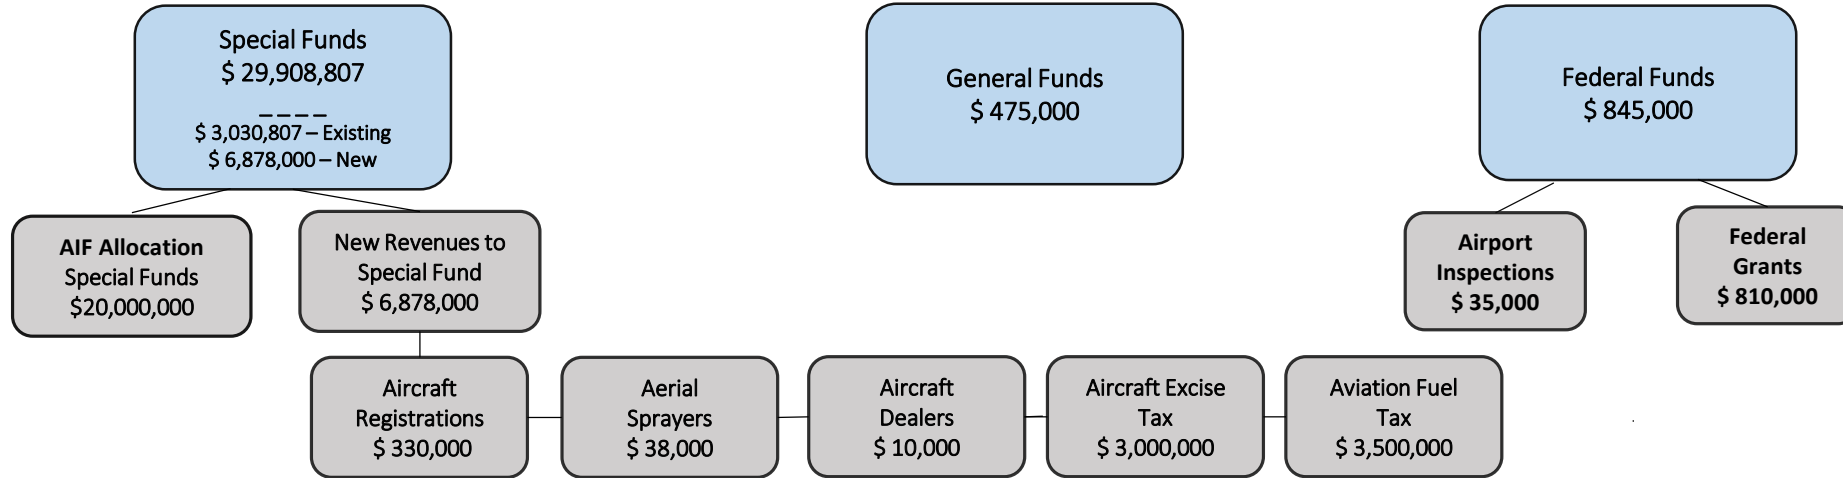 Special Funds
$ 29,908,807
_ _ _ _
$ 3,030,807 – Existing
$ 6,878,000 – New
General Funds
$ 475,000
Federal Funds
$ 845,000
AIF Allocation
Special Funds
$20,000,000
New Revenues to
Special Fund
$ 6,878,000
Airport
Inspections
$ 35,000
Federal
Grants
$ 810,000
Aircraft
Registrations
$ 330,000
Aerial
Sprayers
$ 38,000
Aircraft
Dealers
$ 10,000
Aircraft Excise
Tax
$ 3,000,000
Aviation Fuel
Tax
$ 3,500,000
.